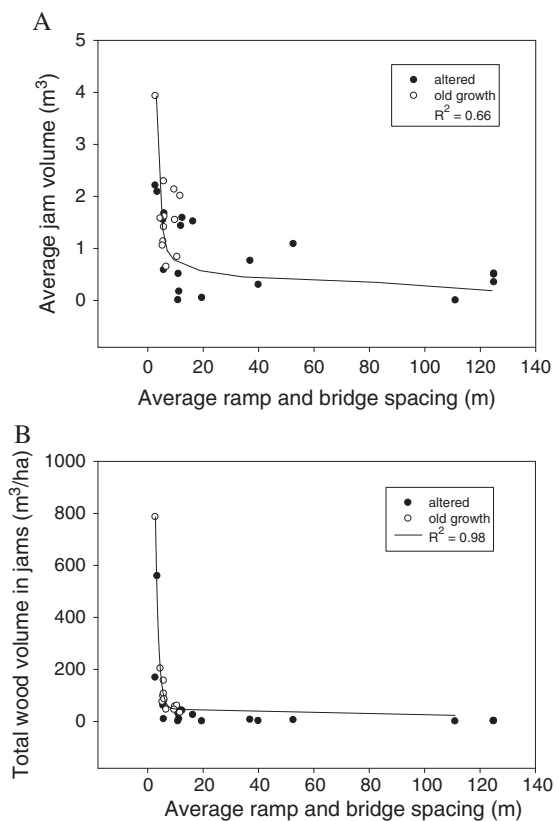 A
Average jam volume (m³)
5
4
3
2
1
0
altered
old growth
R² = 0.66
0 20 40 60 80 100 120 140
Average ramp and bridge spacing (m)
B
Total wood volume in jams (m³/ha)
1000
800
600
400
200
0
altered
old growth
R² = 0.98
0 20 40 60 80 100 120 140
Average ramp and bridge spacing (m)